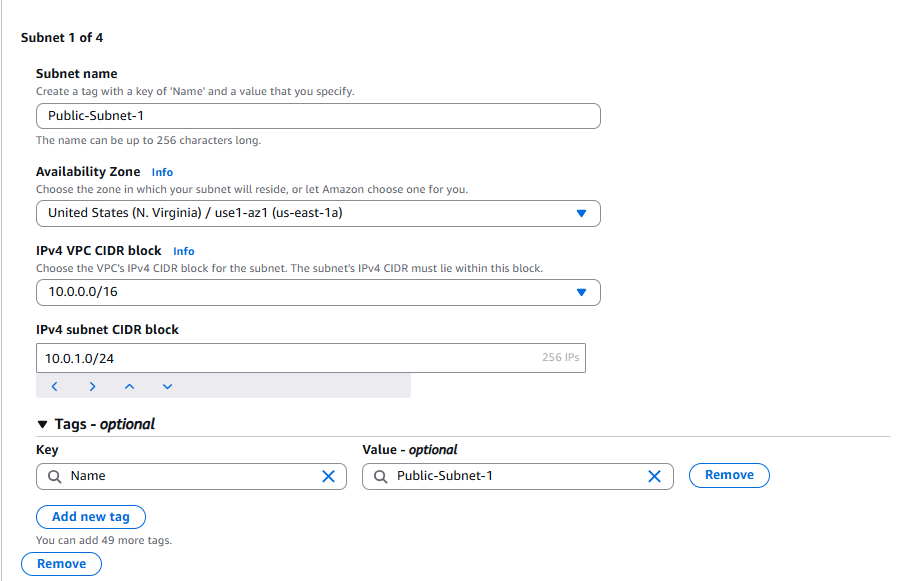 Subnet 1 of 4
Subnet name
Create a tag with a key of 'Name' and a value that you specify.
Public-Subnet-1
The name can be up to 256 characters long.
Availability Zone Info
Choose the zone in which your subnet will reside, or let Amazon choose one for you.
United States (N. Virginia) / use1-az1 (us-east-1a)
IPv4 VPC CIDR block Info
Choose the VPC's IPv4 CIDR block for the subnet. The subnet's IPv4 CIDR must lie within this block.
10.0.0.0/16
IPv4 subnet CIDR block
10.0.1.0/24 256 IPs
Tags - optional
Key Value - optional
Name Public-Subnet-1 Remove
Add new tag
You can add 49 more tags.
Remove